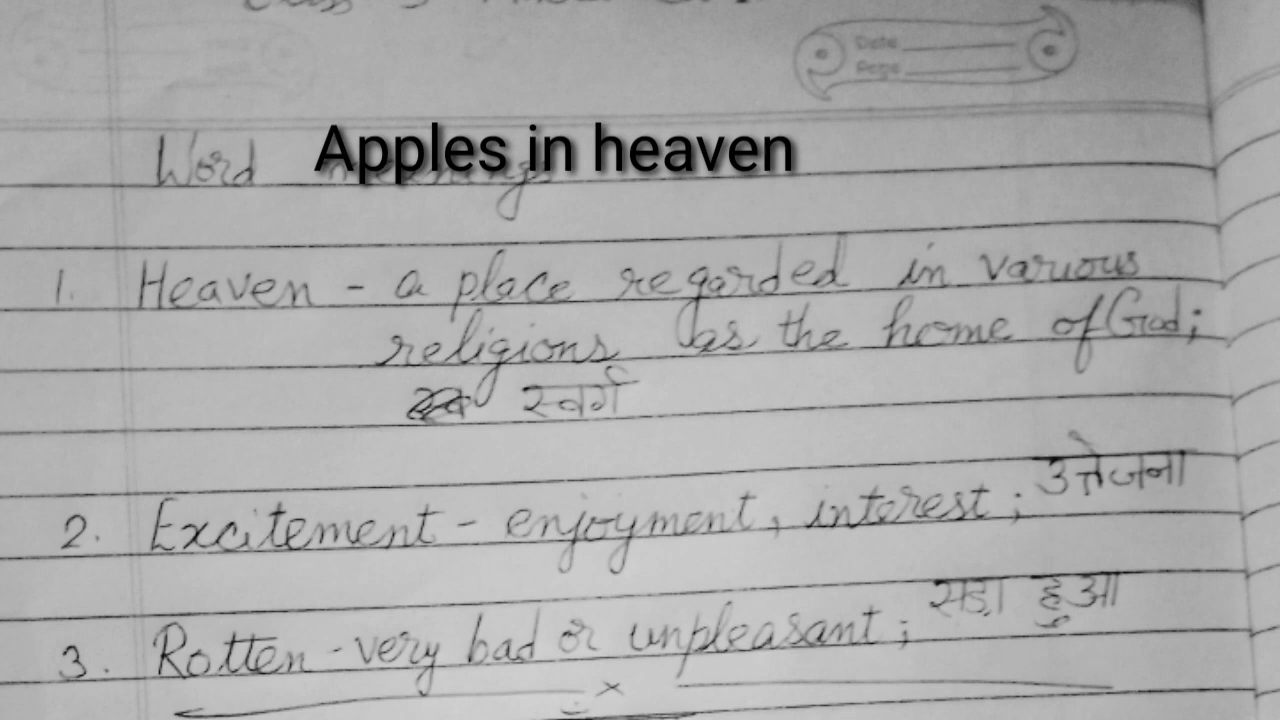 Date
Page
Word meanings
Apples in heaven
1. Heaven - a place regarded in various
religions as the home of God;
स्वर्ग
2. Excitement - enjoyment, interest; उत्तेजना
3. Rotten - very bad or unpleasant; सड़ा हुआ